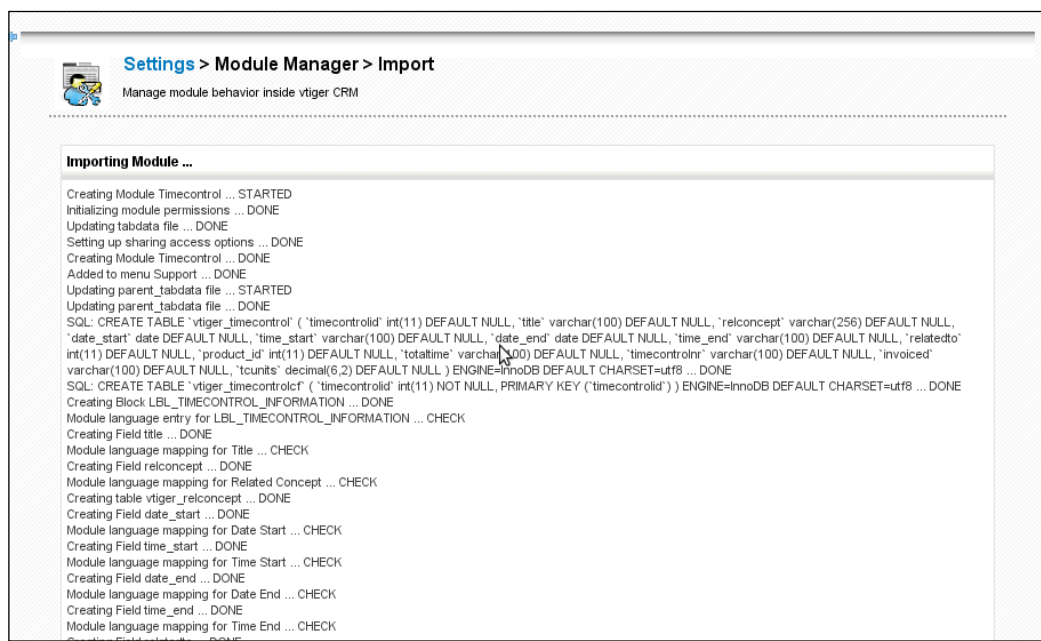 Settings > Module Manager > Import
Manage module behavior inside vtiger CRM
Importing Module ...
Creating Module Timecontrol ... STARTED
Initializing module permissions ... DONE
Updating tabdata file ... DONE
Setting up sharing access options ... DONE
Creating Module Timecontrol ... DONE
Added to menu Support ... DONE
Updating parent_tabdata file ... STARTED
Updating parent_tabdata file ... DONE
SQL: CREATE TABLE `vtiger_timecontrol` ( `timecontrolid` int(11) DEFAULT NULL, `title` varchar(100) DEFAULT NULL, `relconcept` varchar(256) DEFAULT NULL,
`date_start` date DEFAULT NULL, `time_start` varchar(100) DEFAULT NULL, `date_end` date DEFAULT NULL, `time_end` varchar(100) DEFAULT NULL, `relatedto`
int(11) DEFAULT NULL, `product_id` int(11) DEFAULT NULL, `totaltime` varchar(100) DEFAULT NULL, `timecontrolnr` varchar(100) DEFAULT NULL, `invoiced`
varchar(100) DEFAULT NULL, `tcunits` decimal(6,2) DEFAULT NULL ) ENGINE=InnoDB DEFAULT CHARSET=utf8 ... DONE
SQL: CREATE TABLE `vtiger_timecontrolcf` ( `timecontrolid` int(11) NOT NULL, PRIMARY KEY (`timecontrolid`) ) ENGINE=InnoDB DEFAULT CHARSET=utf8 ... DONE
Creating Block LBL_TIMECONTROL_INFORMATION ... DONE
Module language entry for LBL_TIMECONTROL_INFORMATION ... CHECK
Creating Field title ... DONE
Module language mapping for Title ... CHECK
Creating Field relconcept ... DONE
Module language mapping for Related Concept ... CHECK
Creating table vtiger_relconcept ... DONE
Creating Field date_start ... DONE
Module language mapping for Date Start ... CHECK
Creating Field time_start ... DONE
Module language mapping for Time Start ... CHECK
Creating Field date_end ... DONE
Module language mapping for Date End ... CHECK
Creating Field time_end ... DONE
Module language mapping for Time End ... CHECK